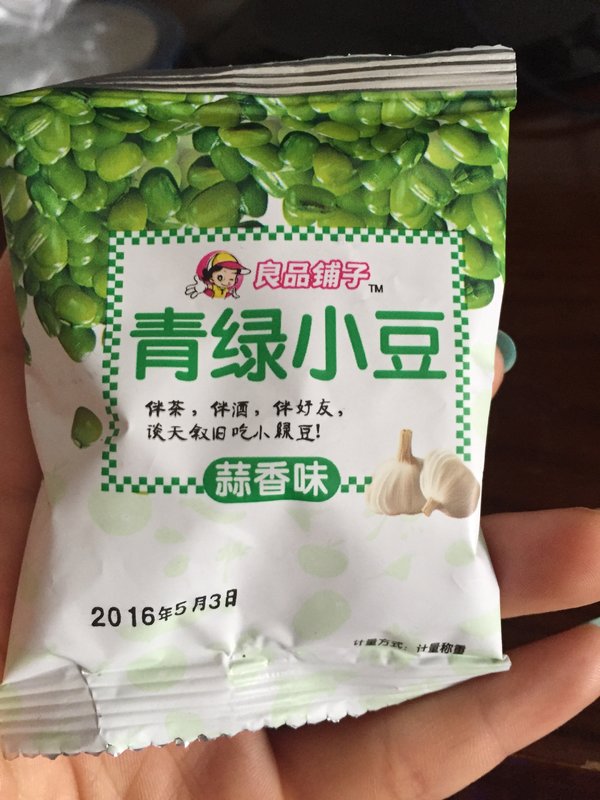 良品铺子 TM
青绿小豆
伴茶，伴酒，伴好友，
谈天叙旧吃小绿豆！
蒜香味
2016年5月3日
计量方式：计量称重